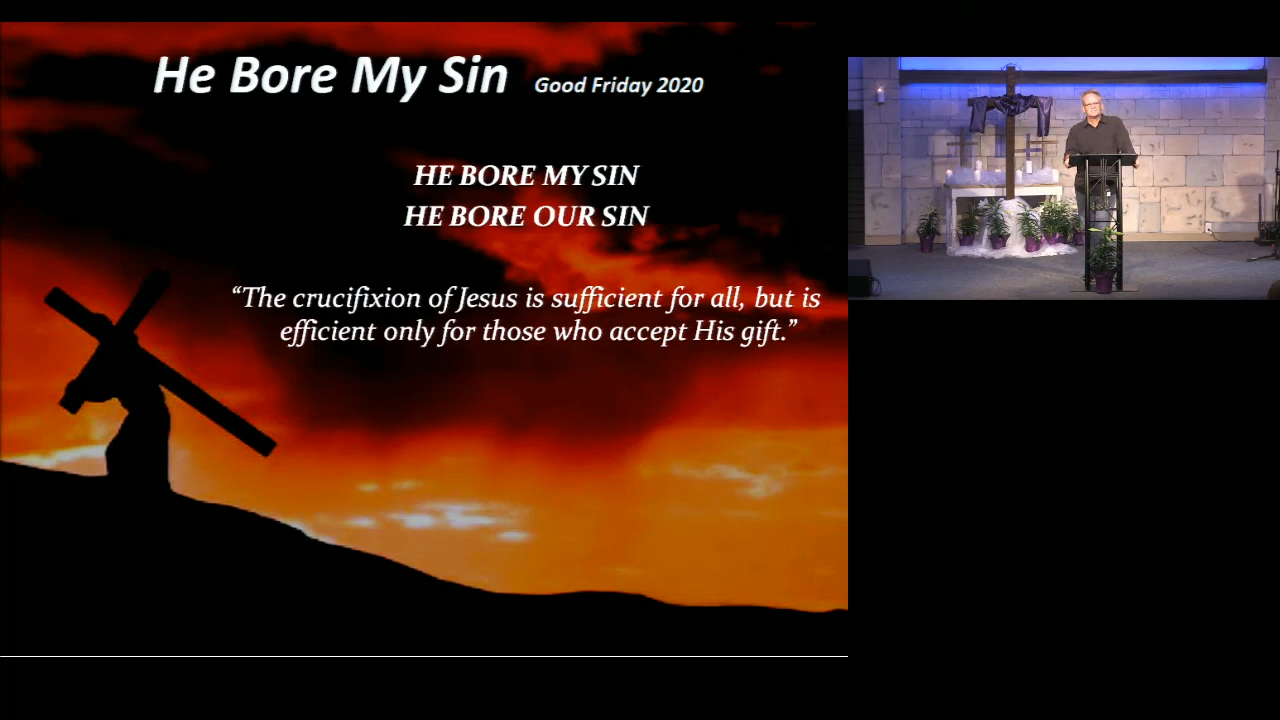 He Bore My Sin Good Friday 2020
HE BORE MY SIN
HE BORE OUR SIN
“The crucifixion of Jesus is sufficient for all, but is
efficient only for those who accept His gift.”